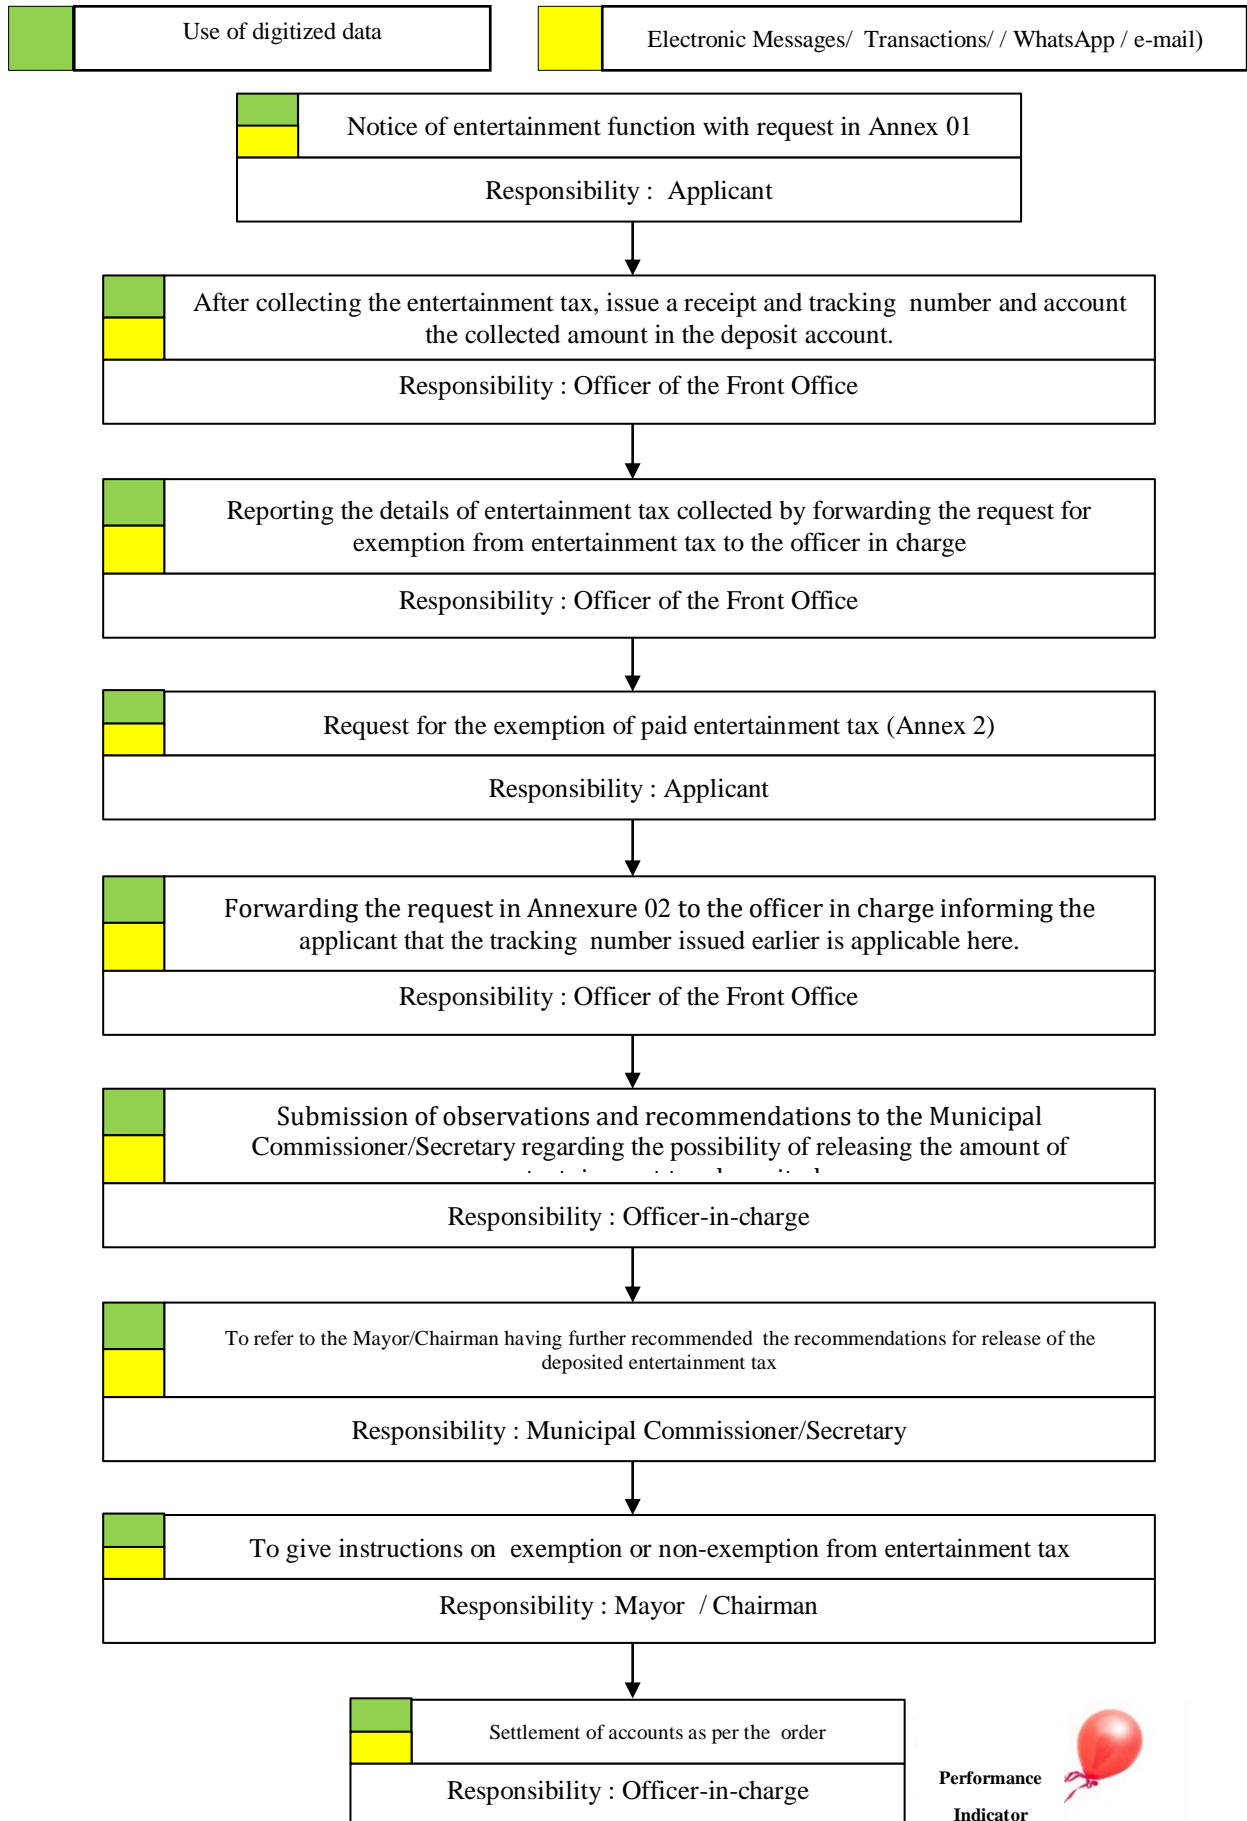 Use of digitized data
Electronic Messages/ Transactions/ / WhatsApp / e-mail)
Notice of entertainment function with request in Annex 01
Responsibility : Applicant
After collecting the entertainment tax, issue a receipt and tracking number and account
the collected amount in the deposit account.
Responsibility : Officer of the Front Office
Reporting the details of entertainment tax collected by forwarding the request for
exemption from entertainment tax to the officer in charge
Responsibility : Officer of the Front Office
Request for the exemption of paid entertainment tax (Annex 2)
Responsibility : Applicant
Forwarding the request in Annexure 02 to the officer in charge informing the
applicant that the tracking number issued earlier is applicable here.
Responsibility : Officer of the Front Office
Submission of observations and recommendations to the Municipal
Commissioner/Secretary regarding the possibility of releasing the amount of
Responsibility : Officer-in-charge
To refer to the Mayor/Chairman having further recommended the recommendations for release of the
deposited entertainment tax
Responsibility : Municipal Commissioner/Secretary
To give instructions on exemption or non-exemption from entertainment tax
Responsibility : Mayor / Chairman
Settlement of accounts as per the order
Responsibility : Officer-in-charge
Performance
Indicator